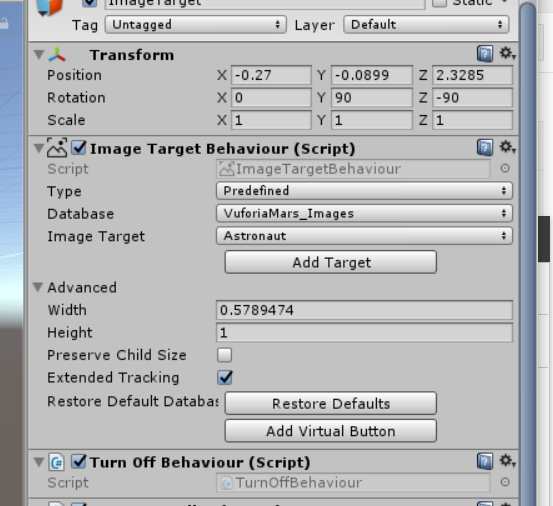 ImageTarget Static
Tag Untagged Layer Default
Transform
Position X -0.27 Y -0.0899 Z 2.3285
Rotation X 0 Y 90 Z -90
Scale X 1 Y 1 Z 1
Image Target Behaviour (Script)
Script ImageTargetBehaviour
Type Predefined
Database VuforiaMars_Images
Image Target Astronaut
Add Target
Advanced
Width 0.5789474
Height 1
Preserve Child Size
Extended Tracking
Restore Default Databas Restore Defaults
Add Virtual Button
Turn Off Behaviour (Script)
Script TurnOffBehaviour